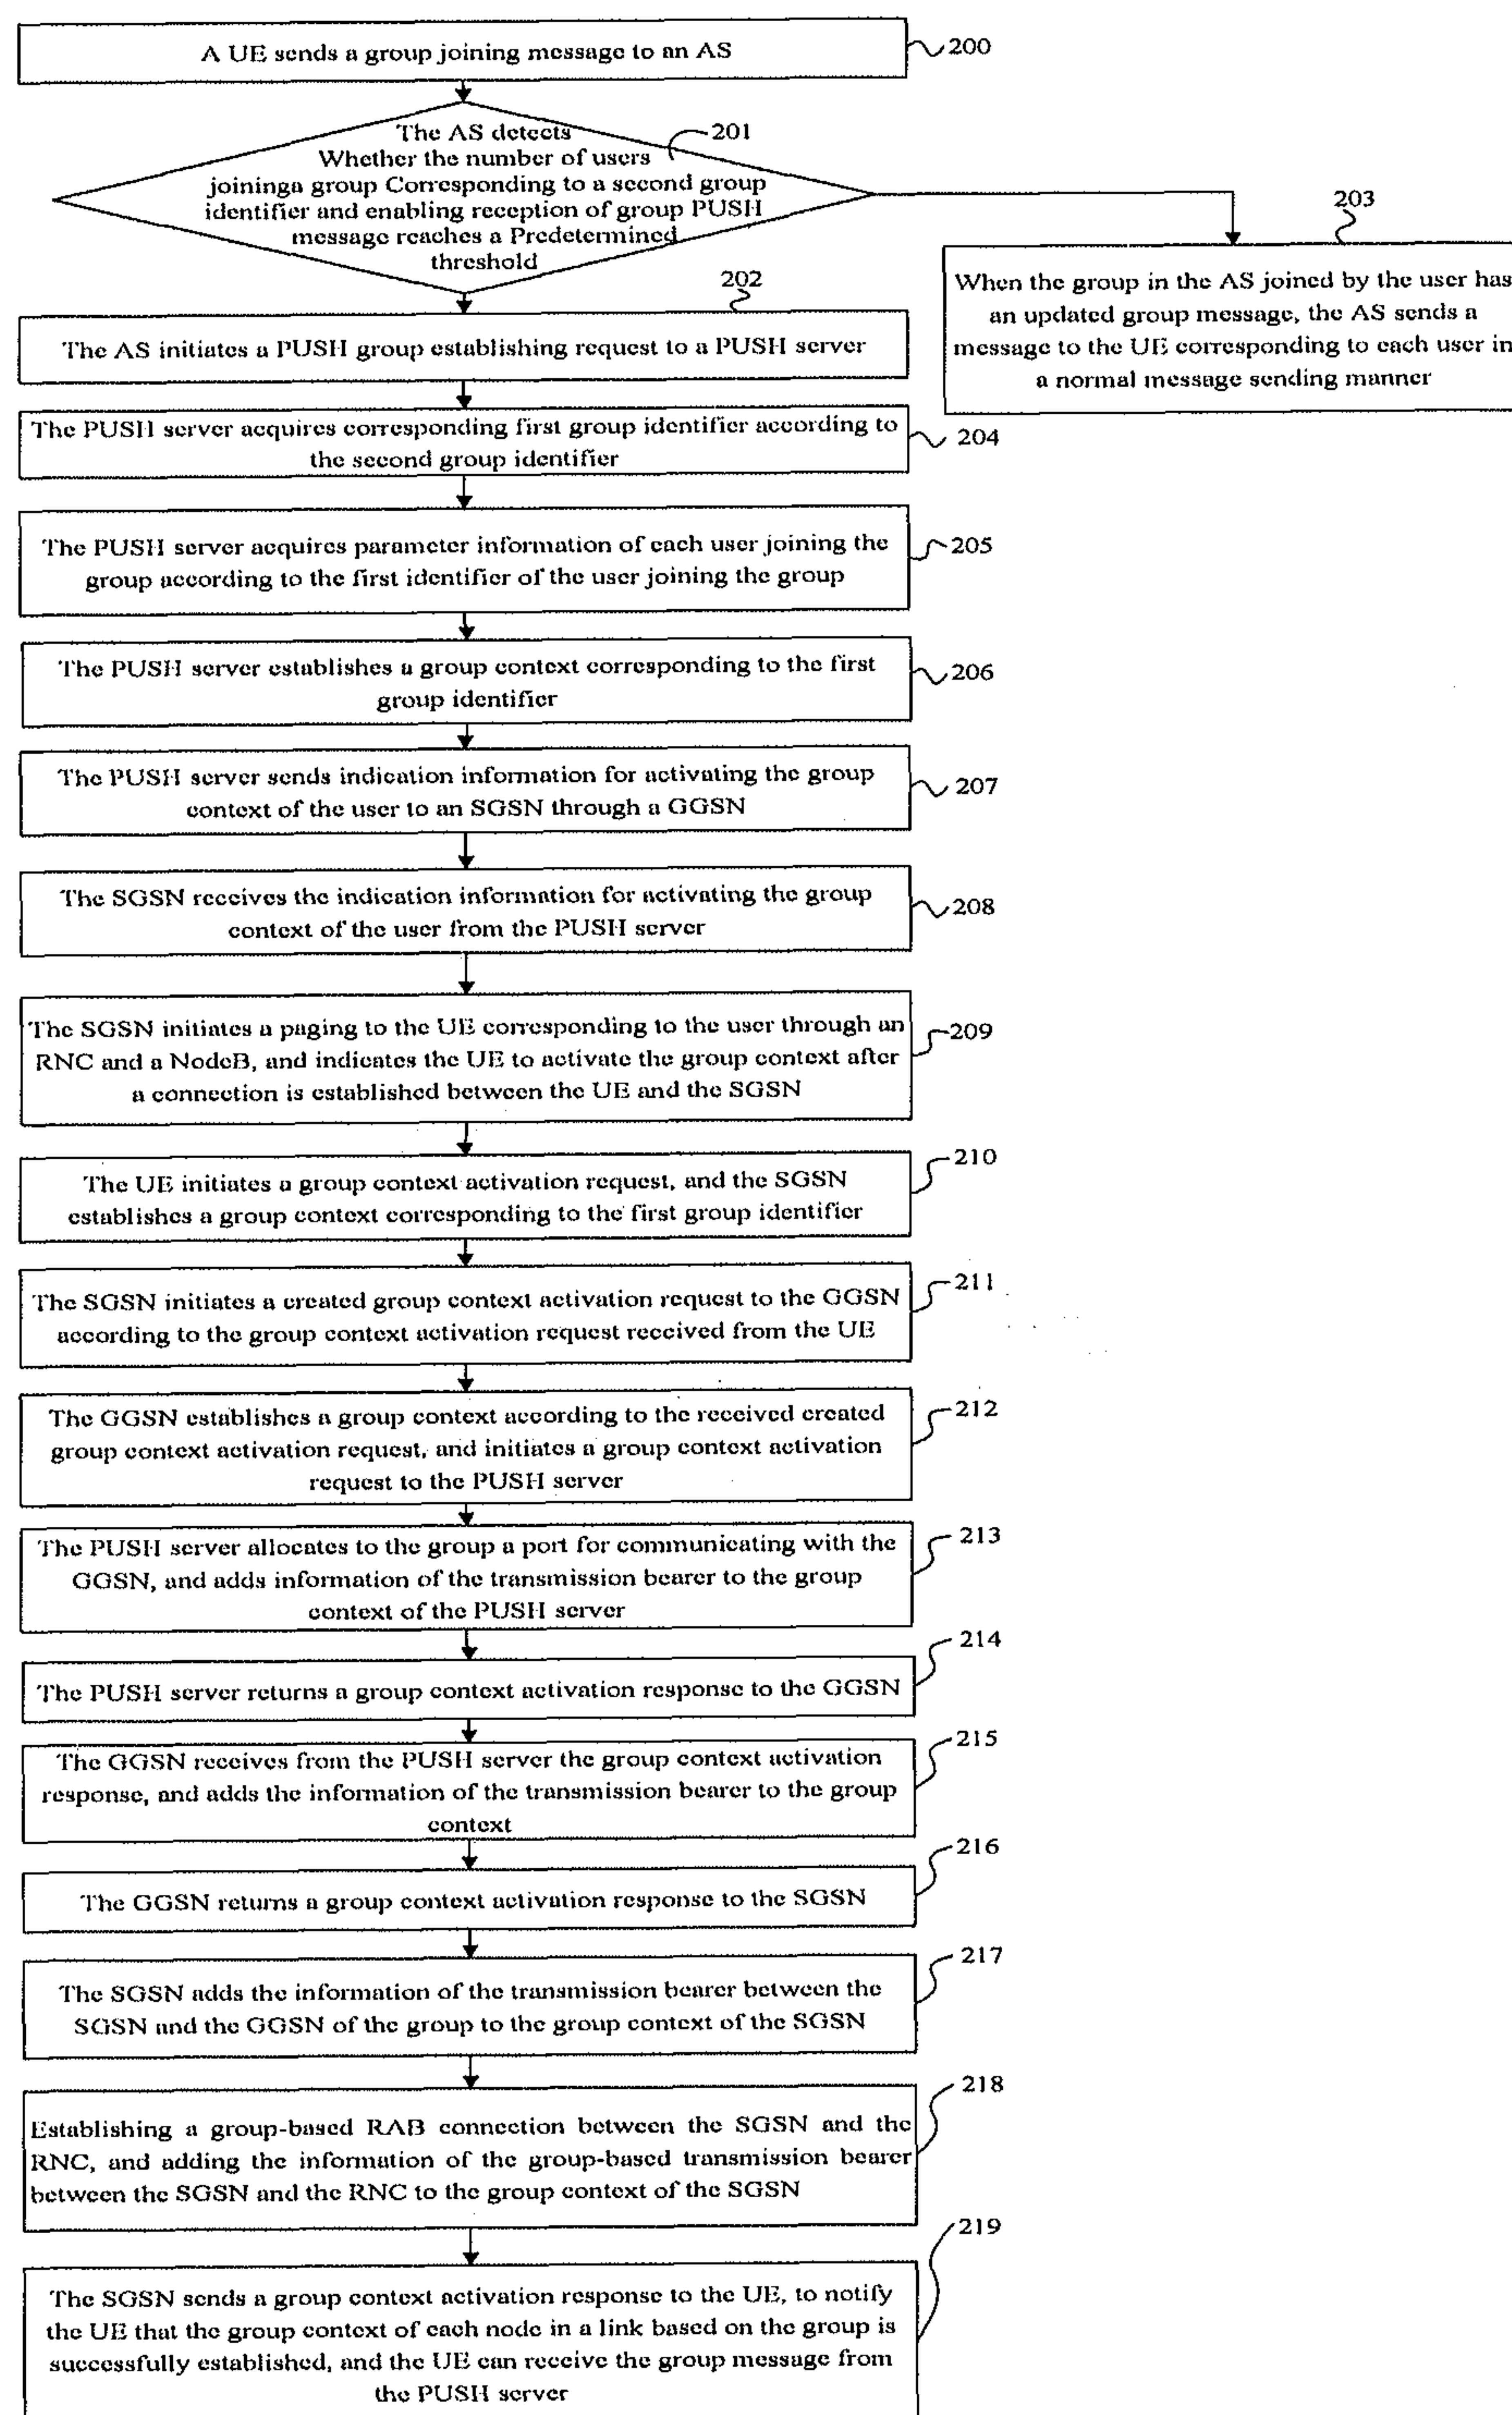 A UE sends a group joining message to an AS
200
The AS detects
201
Whether the number of users
joininga group Corresponding to a second group
identifier and enabling reception of group PUSH
message reaches a Predetermined
threshold
203
When the group in the AS joined by the user has
an updated group message, the AS sends a
message to the UE corresponding to each user in
a normal message sending manner
202
The AS initiates a PUSH group establishing request to a PUSH server
The PUSH server acquires corresponding first group identifier according to
the second group identifier
204
The PUSH server acquires parameter information of each user joining the
group according to the first identifier of the user joining the group
205
The PUSH server establishes a group context corresponding to the first
group identifier
206
The PUSH server sends indication information for activating the group
context of the user to an SGSN through a GGSN
207
The SGSN receives the indication information for activating the group
context of the user from the PUSH server
208
The SGSN initiates a paging to the UE corresponding to the user through an
RNC and a NodeB, and indicates the UE to activate the group context after
a connection is established between the UE and the SGSN
209
The UE initiates a group context activation request, and the SGSN
establishes a group context corresponding to the first group identifier
210
The SGSN initiates a created group context activation request to the GGSN
according to the group context activation request received from the UE
211
The GGSN establishes a group context according to the received created
group context activation request, and initiates a group context activation
request to the PUSH server
212
The PUSH server allocates to the group a port for communicating with the
GGSN, and adds information of the transmission bearer to the group
context of the PUSH server
213
The PUSH server returns a group context activation response to the GGSN
214
The GGSN receives from the PUSH server the group context activation
response, and adds the information of the transmission bearer to the group
context
215
The GGSN returns a group context activation response to the SGSN
216
The SGSN adds the information of the transmission bearer between the
SGSN and the GGSN of the group to the group context of the SGSN
217
Establishing a group-based RAB connection between the SGSN and the
RNC, and adding the information of the group-based transmission bearer
between the SGSN and the RNC to the group context of the SGSN
218
The SGSN sends a group context activation response to the UE, to notify
the UE that the group context of each node in a link based on the group is
successfully established, and the UE can receive the group message from
the PUSH server
219